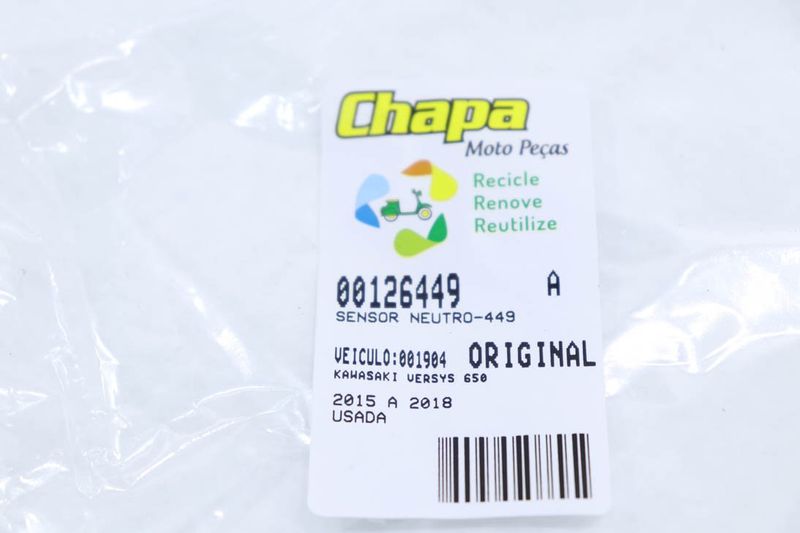 Chapa
Moto Peças
Recicle
Renove
Reutilize
00126449 A
SENSOR NEUTRO-449
VEICULO:001904 ORIGINAL
KAWASAKI VERSYS 650
2015 A 2018
USADA